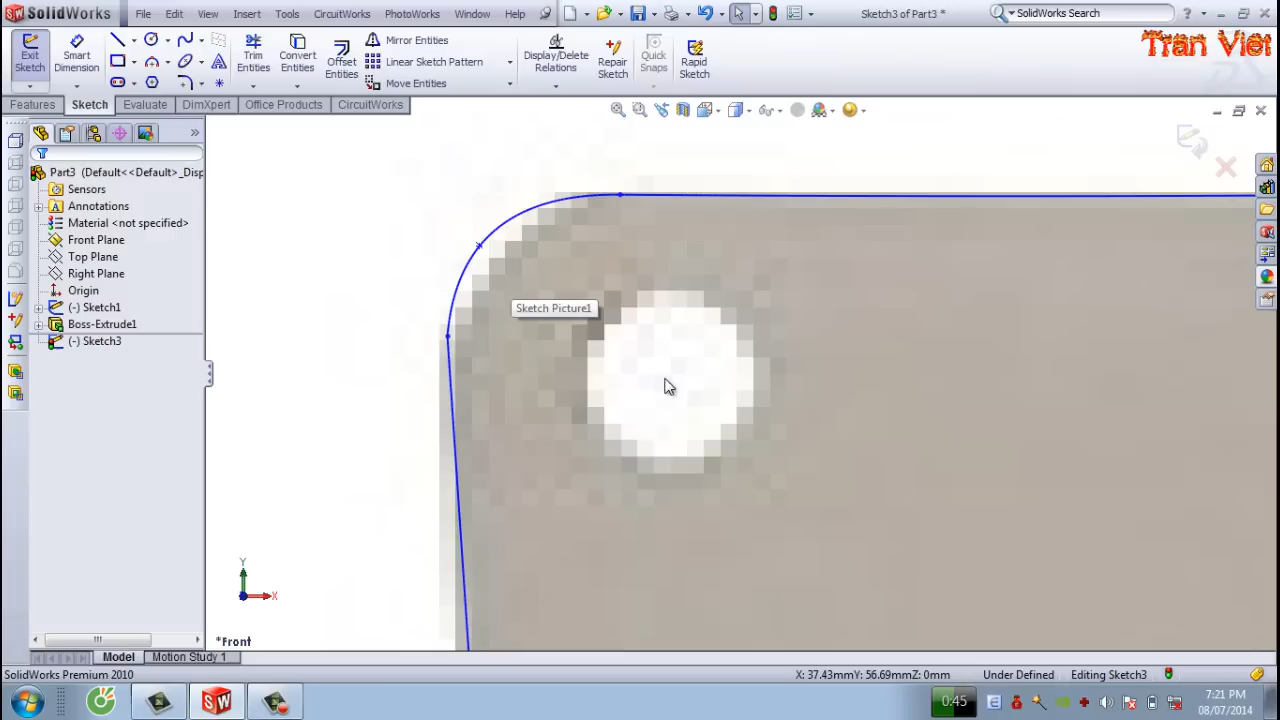 SolidWorks File Edit View Insert Tools CircuitWorks PhotoWorks Window Help Sketch3 of Part3 * SolidWorks Search
Tran Viet
Exit Sketch
Smart Dimension
Trim Entities
Convert Entities
Offset Entities
Mirror Entities
Linear Sketch Pattern
Move Entities
Display/Delete Relations
Repair Sketch
Quick Snaps
Rapid Sketch
Features Sketch Evaluate DimXpert Office Products CircuitWorks
Part3 (Default<<Default>_Disp
Sensors
Annotations
Material <not specified>
Front Plane
Top Plane
Right Plane
Origin
(-) Sketch1
Boss-Extrude1
(-) Sketch3
Sketch Picture1
Y
X
*Front
Model Motion Study 1
SolidWorks Premium 2010 X: 37.43mmY: 56.69mmZ: 0mm Under Defined Editing Sketch3
0:45
7:21 PM
08/07/2014